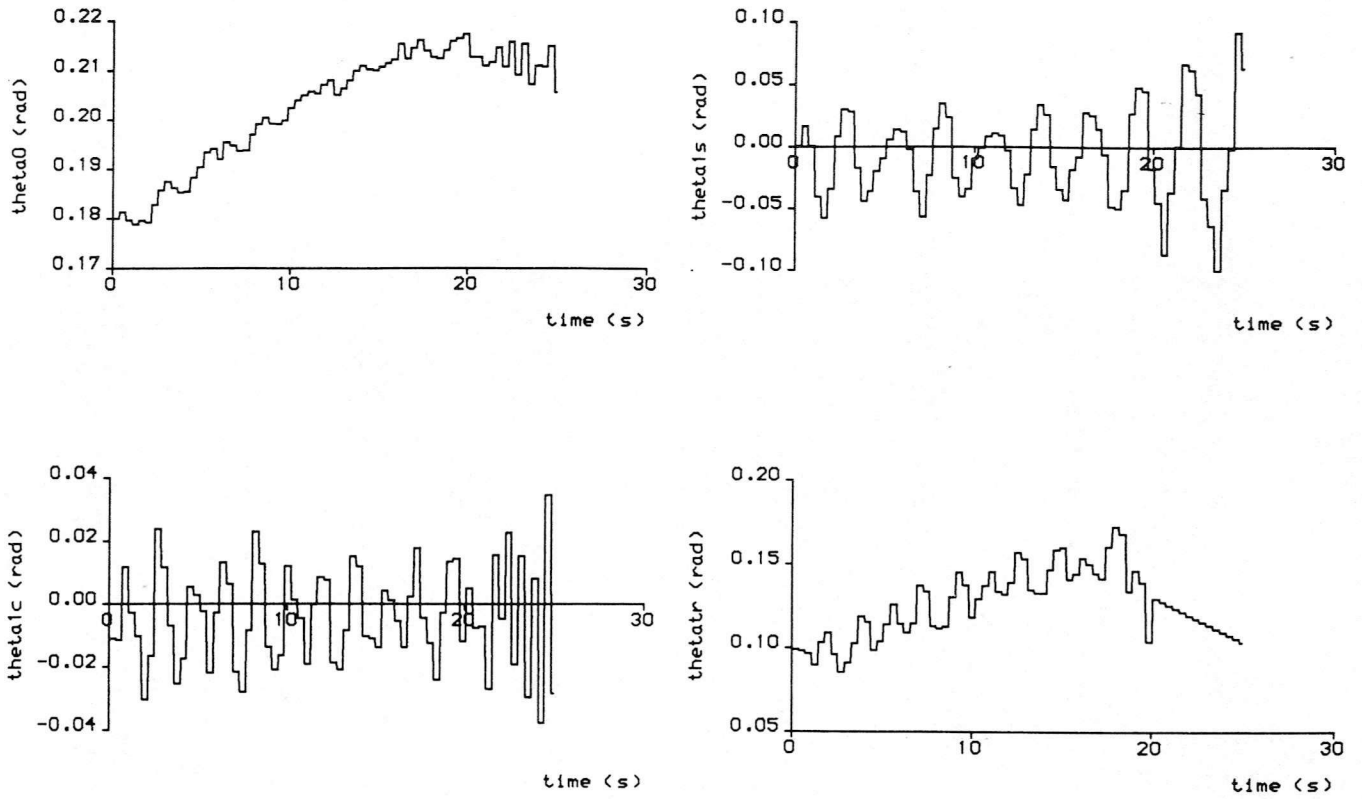 0.22
0.21
0.20
0.19
0.18
0.17
theta0 (rad)
0 10 20 30
time (s)
0.10
0.05
0.00
-0.05
-0.10
theta1s (rad)
0 10 20 30
time (s)
0.04
0.02
0.00
-0.02
-0.04
theta1c (rad)
0 10 20 30
time (s)
0.20
0.15
0.10
0.05
thetatr (rad)
0 10 20 30
time (s)